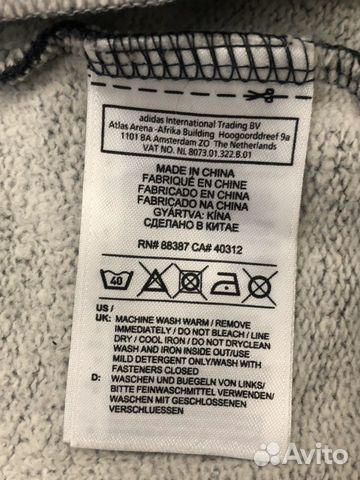 adidas International Trading BV
Atlas Arena -Afrika Building Hoogoorddreef 9a
1101 BA Amsterdam ZO The Netherlands
VAT NO. NL 8073.01.322.B.01
MADE IN CHINA
FABRIQUÉ EN CHINE
FABRICADO EN CHINA
FABRICADO NA CHINA
GYÁRTVA: KÍNA
СДЕЛАНО В КИТАЕ
RN# 88387 CA# 40312
40
US /
UK: MACHINE WASH WARM / REMOVE
IMMEDIATELY / DO NOT BLEACH / LINE
DRY / COOL IRON / DO NOT DRYCLEAN
WASH AND IRON INSIDE OUT/USE
MILD DETERGENT ONLY/WASH WITH
FASTENERS CLOSED
D: WASCHEN UND BUEGELN VON LINKS/
BITTE FEINWASCHMITTEL VERWENDEN/
WASCHEN MIT GESCHLOSSENEN
VERSCHLUESSEN
Avito